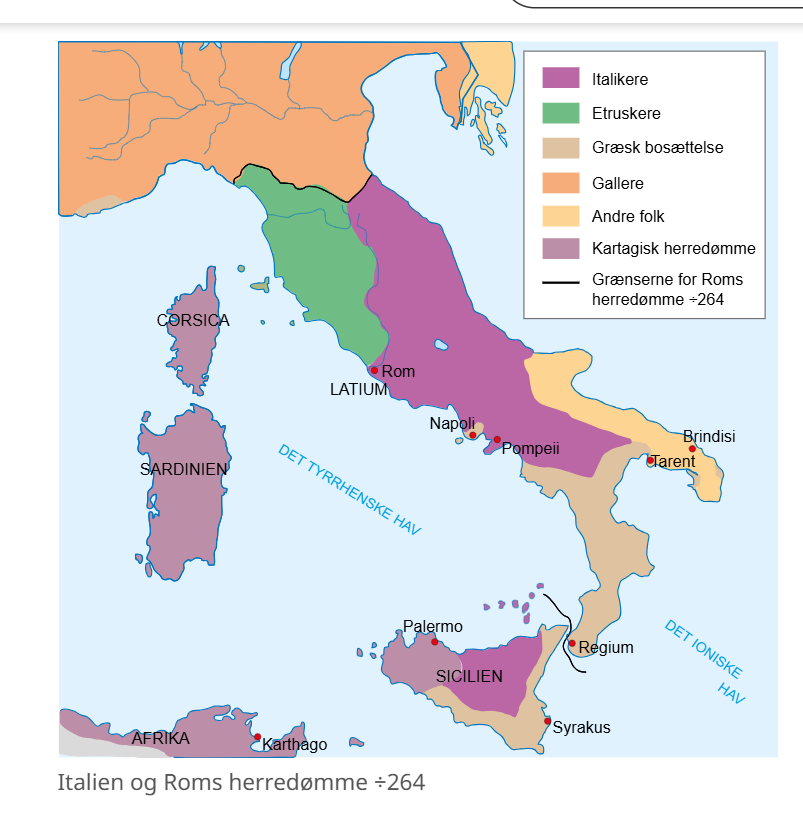 Italikere
Etruskere
Græsk bosættelse
Gallere
Andre folk
Kartagisk herredømme
Grænserne for Roms
herredømme ÷264
CORSICA
Rom
LATIUM
Napoli
Pompeii
Brindisi
Tarent
SARDINIEN
DET TYRRHENSKE HAV
Palermo
Regium
DET IONISKE
HAV
SICILIEN
Syrakus
AFRIKA
Karthago
Italien og Roms herredømme ÷264